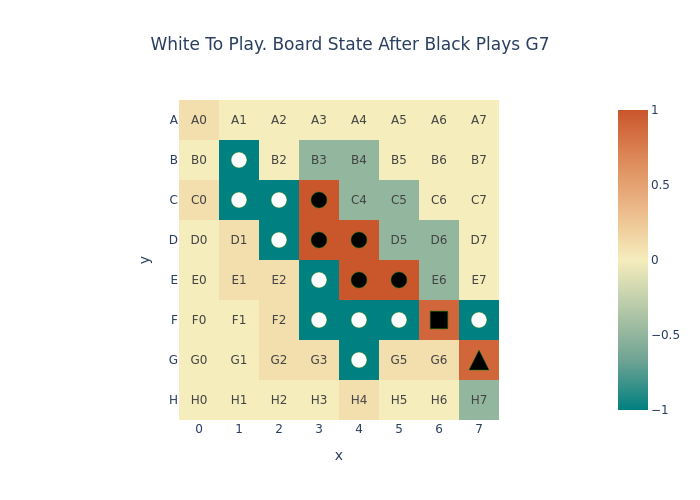 White To Play. Board State After Black Plays G7
A A0 A1 A2 A3 A4 A5 A6 A7
B B0 B2 B3 B4 B5 B6 B7
C C0 C4 C5 C6 C7
D D0 D1 D5 D6 D7
E E0 E1 E2 E6 E7
F F0 F1 F2
G G0 G1 G2 G3 G5 G6
H H0 H1 H2 H3 H4 H5 H6 H7
0 1 2 3 4 5 6 7
x
y
1
0.5
0
−0.5
−1